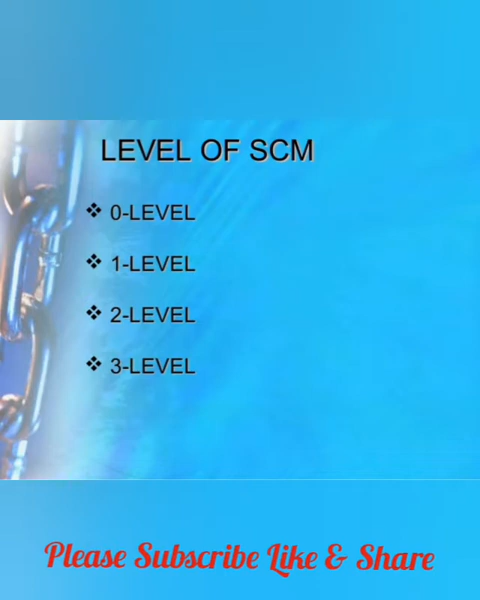 LEVEL OF SCM
❖ 0-LEVEL
❖ 1-LEVEL
❖ 2-LEVEL
❖ 3-LEVEL
Please Subscribe Like & Share